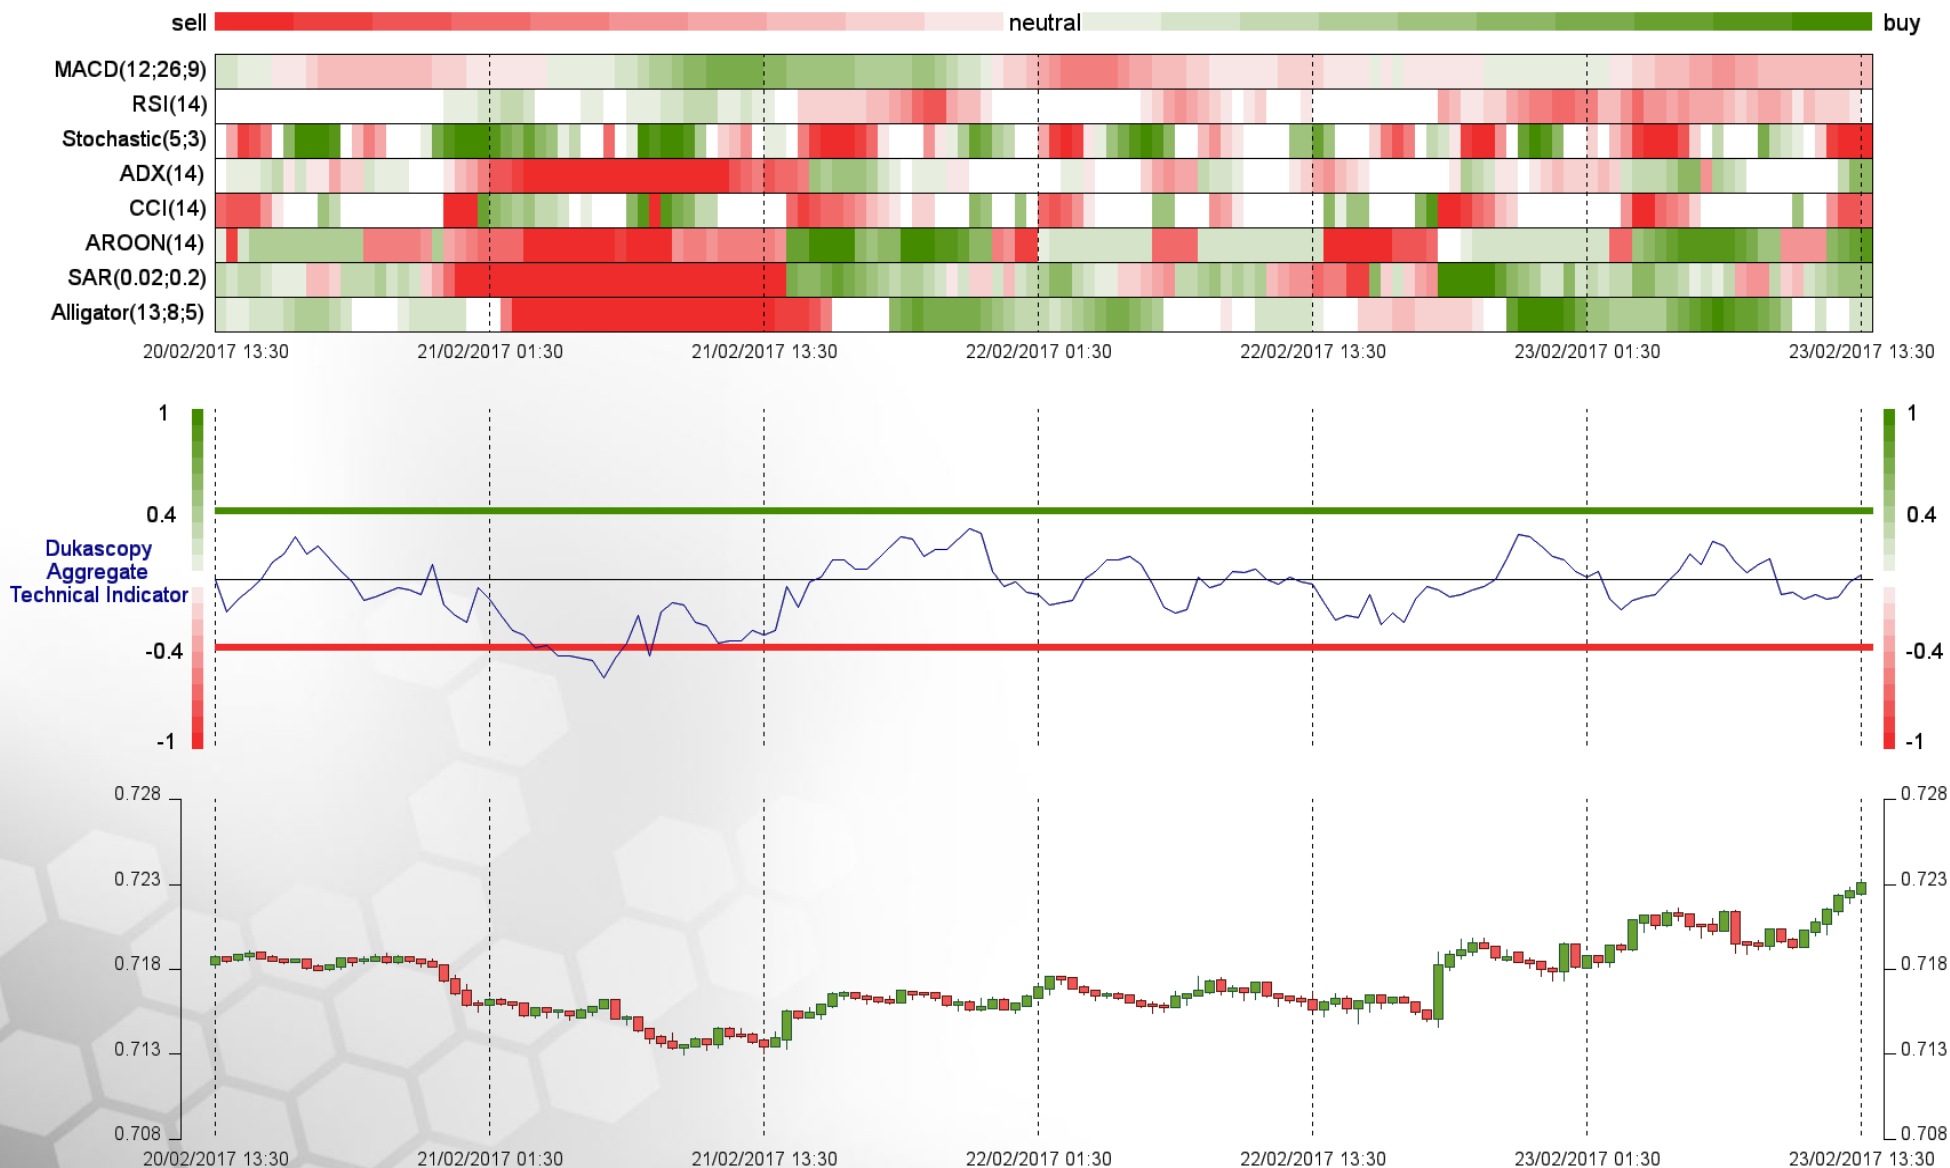 sell neutral buy
MACD(12;26;9)
RSI(14)
Stochastic(5;3)
ADX(14)
CCI(14)
AROON(14)
SAR(0.02;0.2)
Alligator(13;8;5)
20/02/2017 13:30 21/02/2017 01:30 21/02/2017 13:30 22/02/2017 01:30 22/02/2017 13:30 23/02/2017 01:30 23/02/2017 13:30
1 1
0.4 0.4
Dukascopy
Aggregate
Technical Indicator
-0.4 -0.4
-1 -1
0.728 0.728
0.723 0.723
0.718 0.718
0.713 0.713
0.708 0.708
20/02/2017 13:30 21/02/2017 01:30 21/02/2017 13:30 22/02/2017 01:30 22/02/2017 13:30 23/02/2017 01:30 23/02/2017 13:30